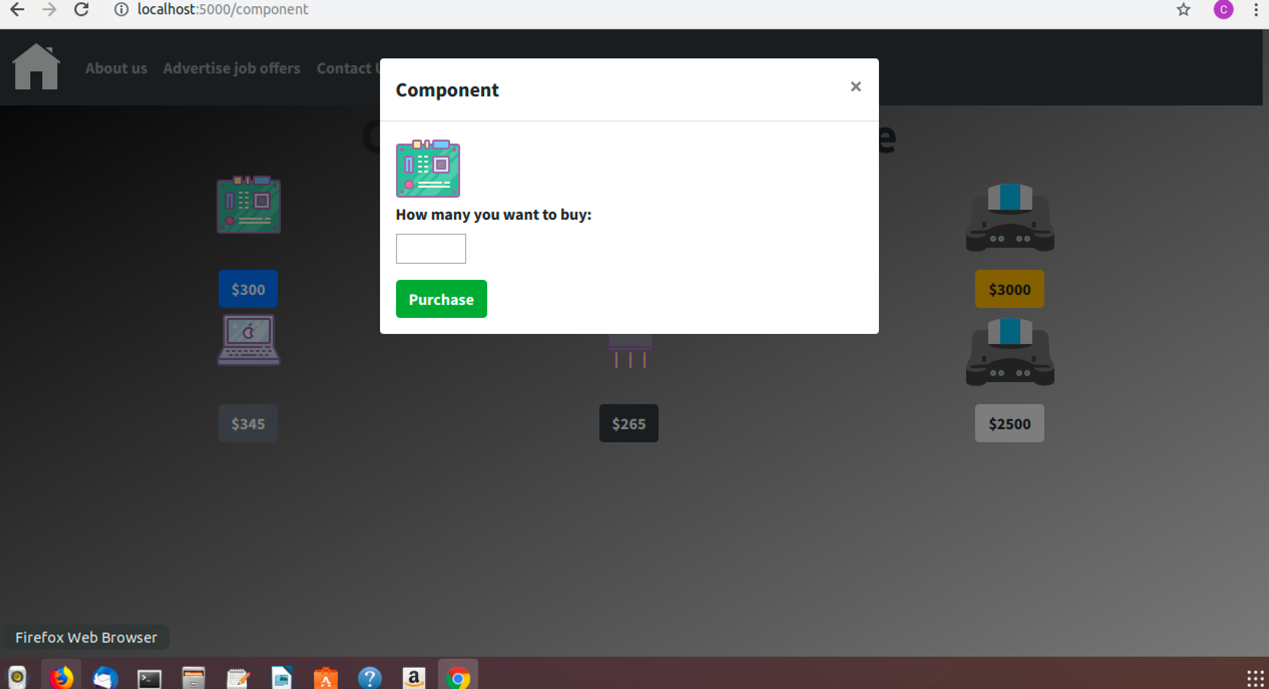 localhost:5000/component
C
About us Advertise job offers Contact U
Component
×
How many you want to buy:
Purchase
$300
$3000
$345
$265
$2500
Firefox Web Browser